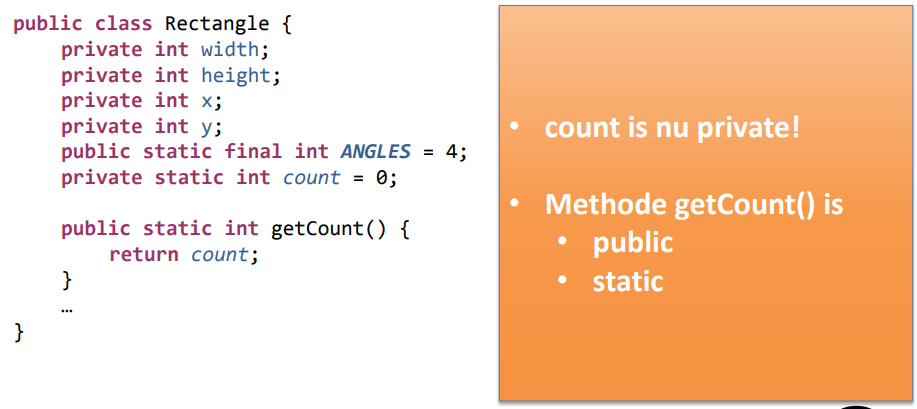 public class Rectangle {
    private int width;
    private int height;
    private int x;
    private int y;
    public static final int ANGLES = 4;
    private static int count = 0;

    public static int getCount() {
        return count;
    }
    …
}
• count is nu private!
• Methode getCount() is
• public
• static